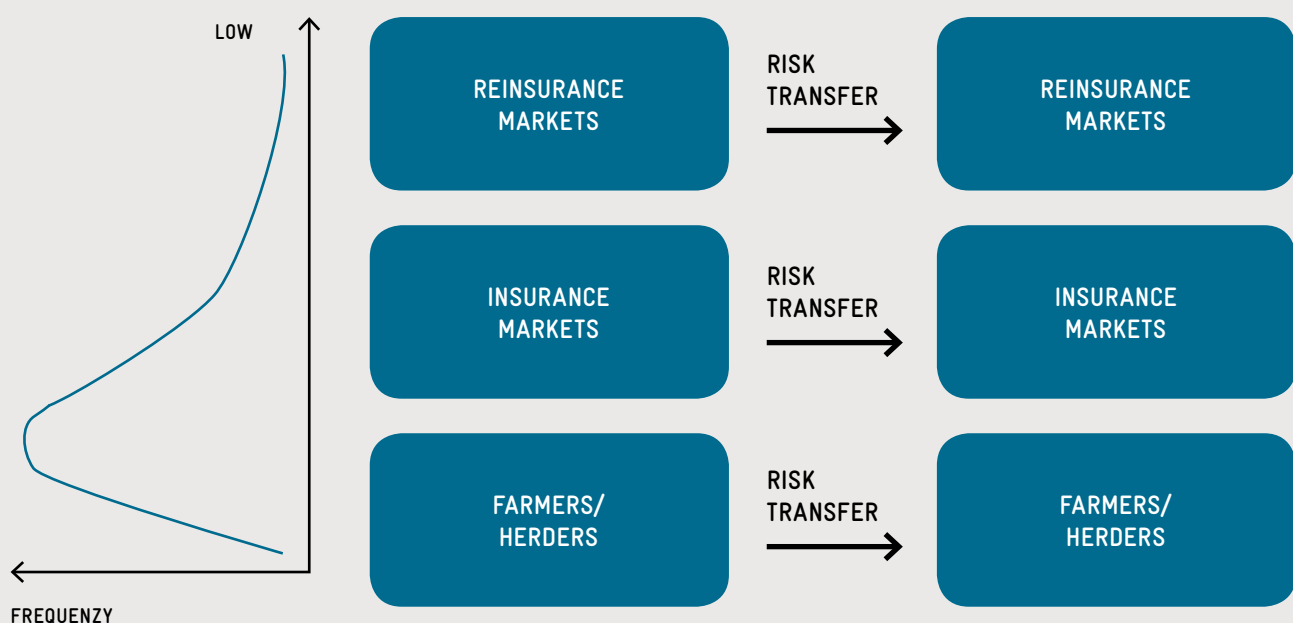 LOW
REINSURANCE
MARKETS
RISK
TRANSFER
REINSURANCE
MARKETS
INSURANCE
MARKETS
RISK
TRANSFER
INSURANCE
MARKETS
FARMERS/
HERDERS
RISK
TRANSFER
FARMERS/
HERDERS
FREQUENZY